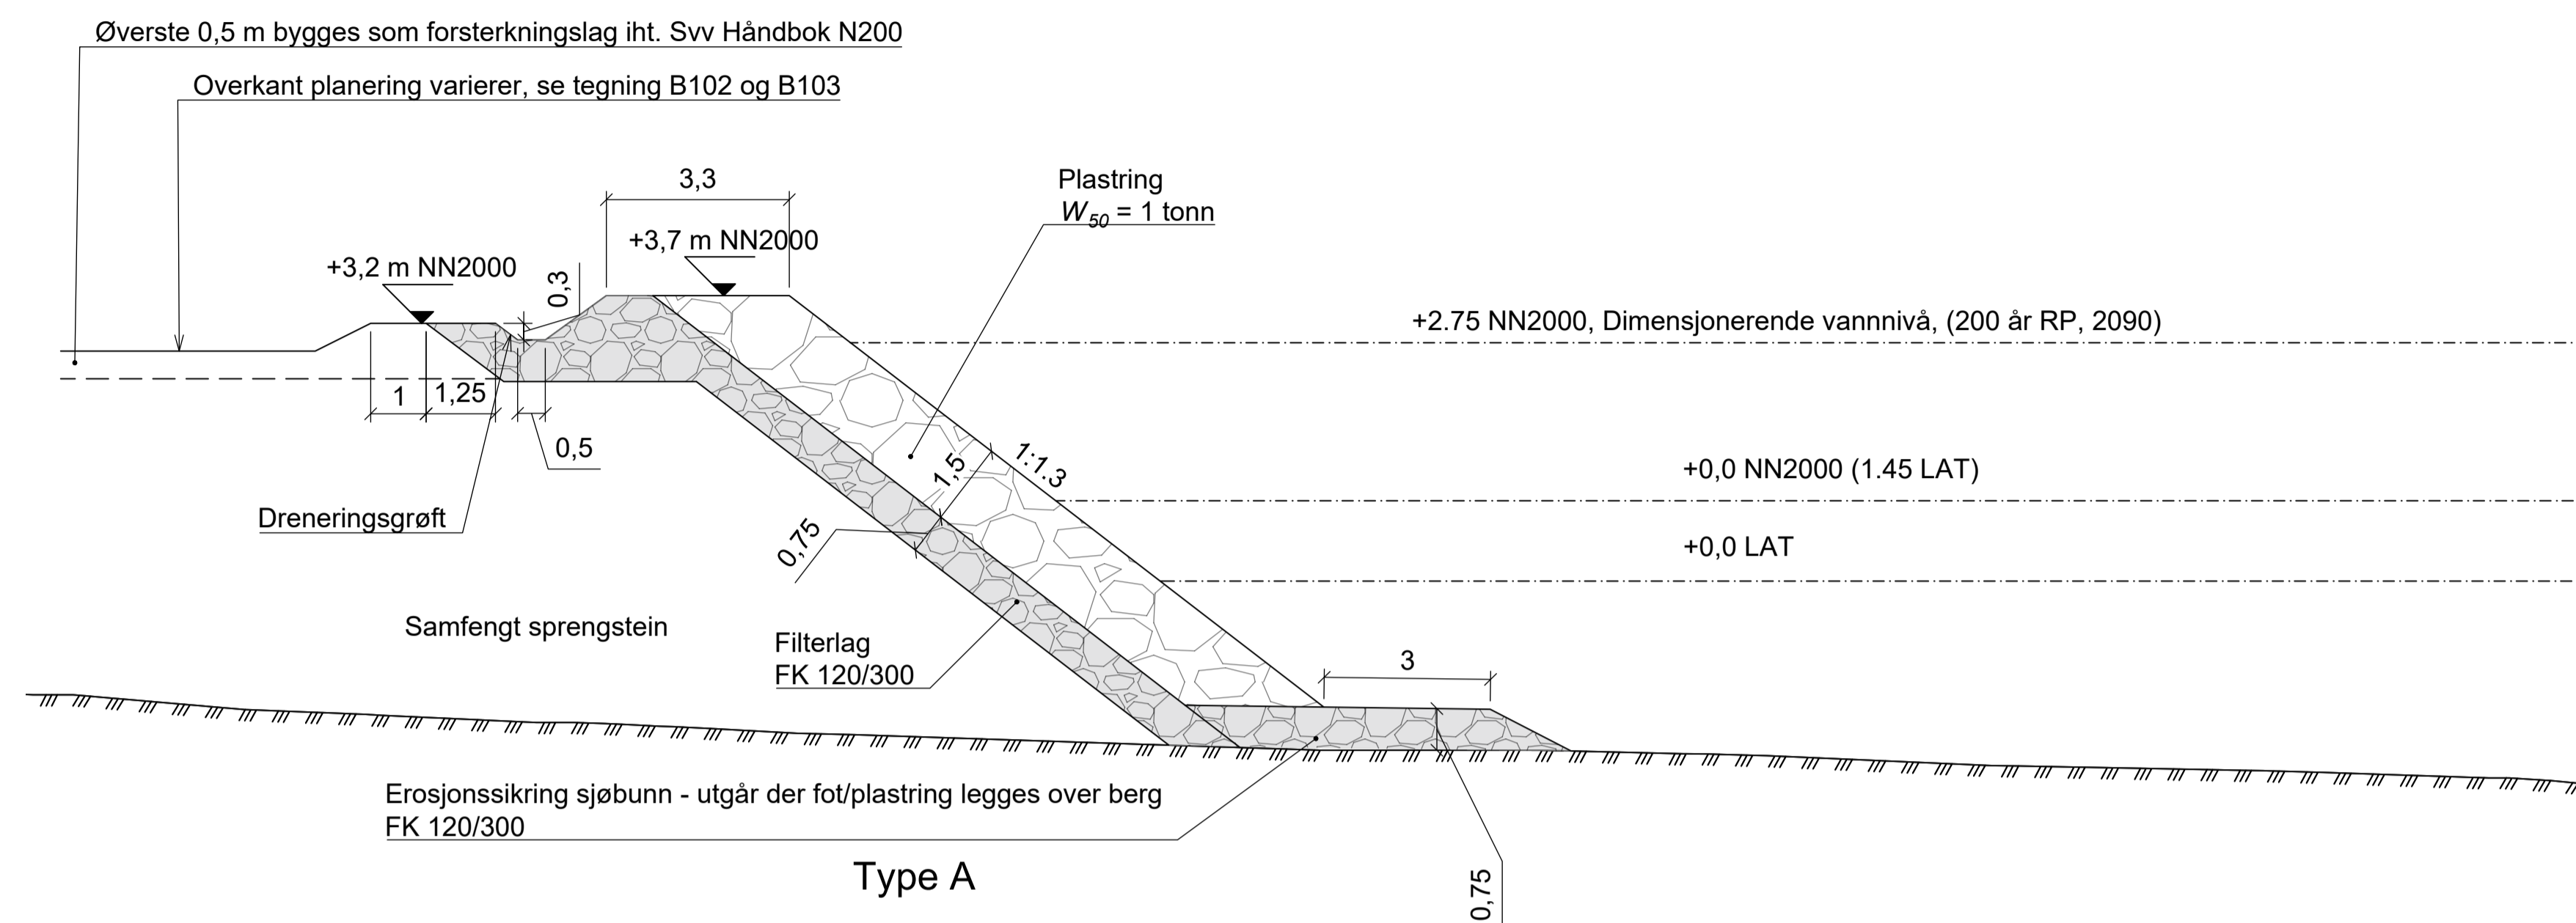 Øverste 0,5 m bygges som forsterkningslag iht. Svv Håndbok N200
Overkant planering varierer, se tegning B102 og B103
3,3
Plastring
W50 = 1 tonn
+3,7 m NN2000
+3,2 m NN2000
0,3
+2.75 NN2000, Dimensjonerende vannnivå, (200 år RP, 2090)
1
1,25
0,5
1,5
1:1.3
+0,0 NN2000 (1.45 LAT)
Dreneringsgrøft
0,75
+0,0 LAT
Samfengt sprengstein
Filterlag
FK 120/300
3
Erosjonssikring sjøbunn - utgår der fot/plastring legges over berg
FK 120/300
Type A
0,75